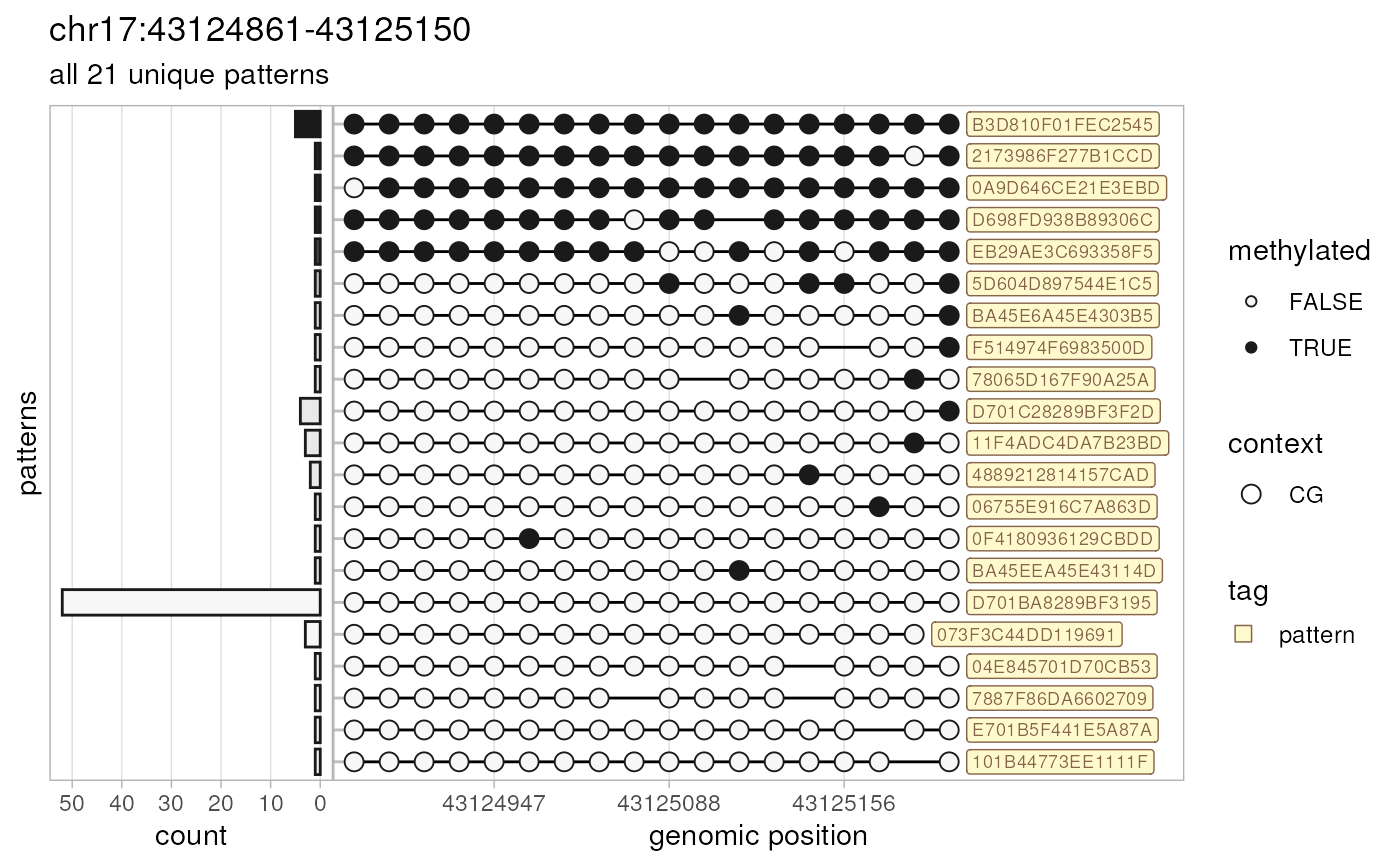 chr17:43124861-43125150
all 21 unique patterns
patterns
B3D810F01FEC2545
2173986F277B1CCD
0A9D646CE21E3EBD
D698FD938B89306C
EB29AE3C693358F5
5D604D897544E1C5
BA45E6A45E4303B5
F514974F6983500D
78065D167F90A25A
D701C28289BF3F2D
11F4ADC4DA7B23BD
4889212814157CAD
06755E916C7A863D
0F4180936129CBDD
BA45EEA45E43114D
D701BA8289BF3195
073F3C44DD119691
04E845701D70CB53
7887F86DA6602709
E701B5F441E5A87A
101B44773EE1111F
50 40 30 20 10 0
count
43124947 43125088 43125156
genomic position
methylated
FALSE
TRUE
context
CG
tag
pattern